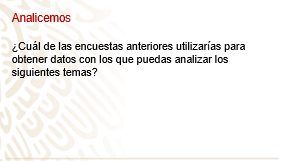 Analicemos
¿Cuál de las encuestas anteriores utilizarías para
obtener datos con los que puedas analizar los
siguientes temas?